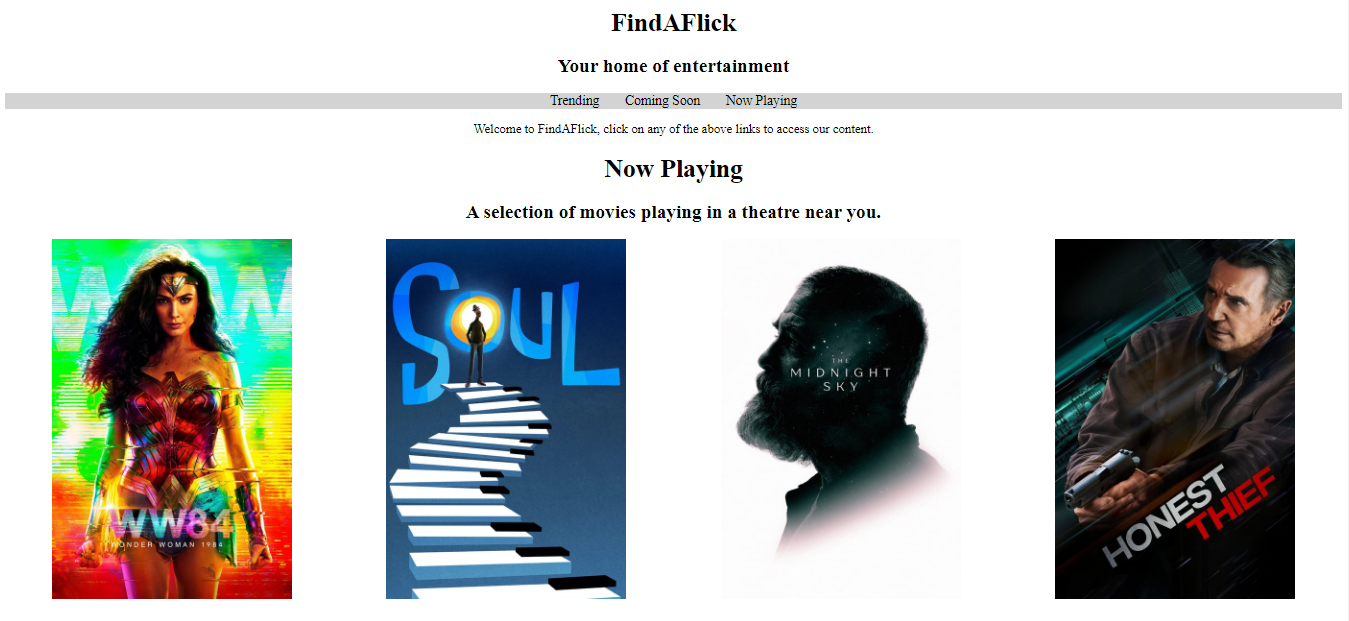 FindAFlick
Your home of entertainment
Trending Coming Soon Now Playing
Welcome to FindAFlick, click on any of the above links to access our content.
Now Playing
A selection of movies playing in a theatre near you.
WW
WW84
WONDER WOMAN 1984
SOUL
THE
MIDNIGHT
SKY
HONEST
THIEF